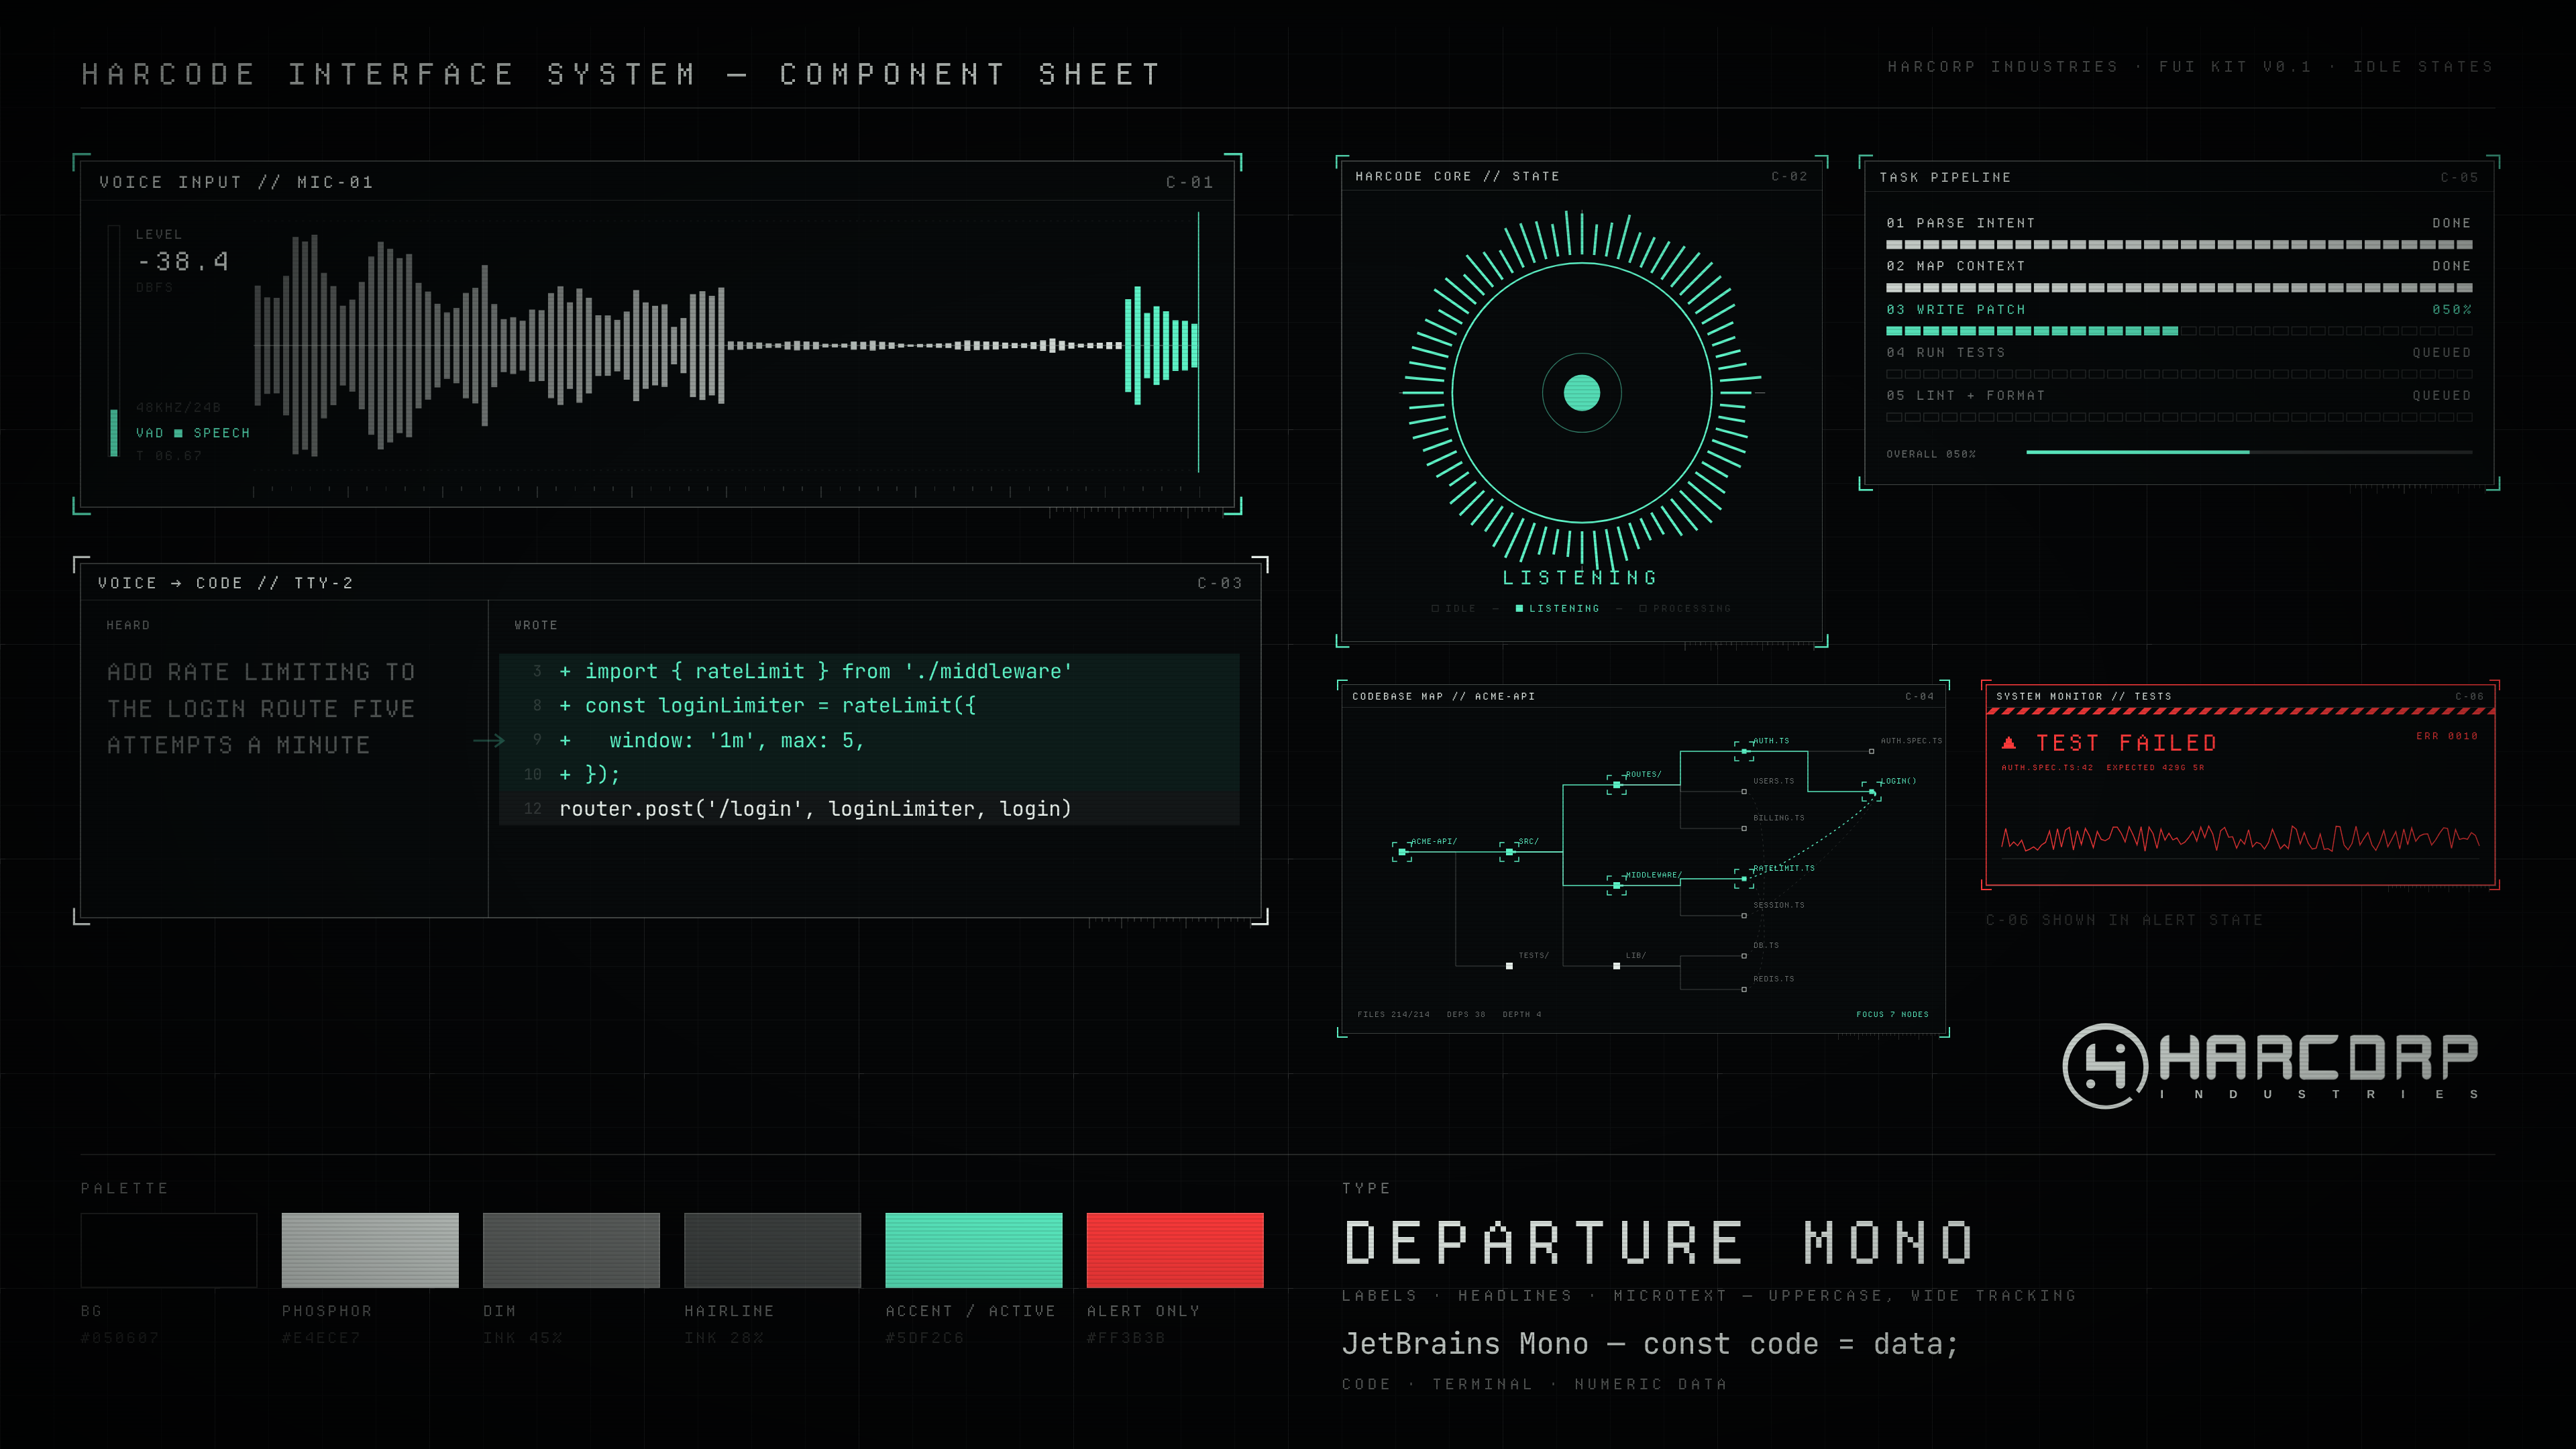 HARCODE INTERFACE SYSTEM — COMPONENT SHEET
HARCORP INDUSTRIES · FUI KIT V0.1 · IDLE STATES
VOICE INPUT // MIC-01
C-01
LEVEL
-38.4
DBFS
48KHZ/24B
VAD ■ SPEECH
T 06.67
HARCODE CORE // STATE
C-02
LISTENING
IDLE — LISTENING — PROCESSING
TASK PIPELINE
C-05
01 PARSE INTENT DONE
02 MAP CONTEXT DONE
03 WRITE PATCH 050%
04 RUN TESTS QUEUED
05 LINT + FORMAT QUEUED
OVERALL 050%
VOICE → CODE // TTY-2
C-03
HEARD
ADD RATE LIMITING TO
THE LOGIN ROUTE FIVE
ATTEMPTS A MINUTE
WROTE
3 + import { rateLimit } from './middleware'
8 + const loginLimiter = rateLimit({
9 + window: '1m', max: 5,
10 + });
12 router.post('/login', loginLimiter, login)
CODEBASE MAP // ACME-API
C-04
AUTH.TS
AUTH.SPEC.TS
ROUTES/
USERS.TS
LOGIN()
BILLING.TS
ACME-API/
SRC/
MIDDLEWARE/
RATELIMIT.TS
SESSION.TS
TESTS/
LIB/
DB.TS
REDIS.TS
FILES 214/214 DEPS 30 DEPTH 4
FOCUS 7 NODES
SYSTEM MONITOR // TESTS
C-06
TEST FAILED
ERR 0010
AUTH.SPEC.TS:42 EXPECTED 429
C-06 SHOWN IN ALERT STATE
HARCORP
INDUSTRIES
PALETTE
BG
#050607
PHOSPHOR
#E4ECE7
DIM
INK 45%
HAIRLINE
INK 28%
ACCENT / ACTIVE
#5DF2C6
ALERT ONLY
#FF3B3B
TYPE
DEPARTURE MONO
LABELS · HEADLINES · MICROTEXT — UPPERCASE, WIDE TRACKING
JetBrains Mono — const code = data;
CODE · TERMINAL · NUMERIC DATA